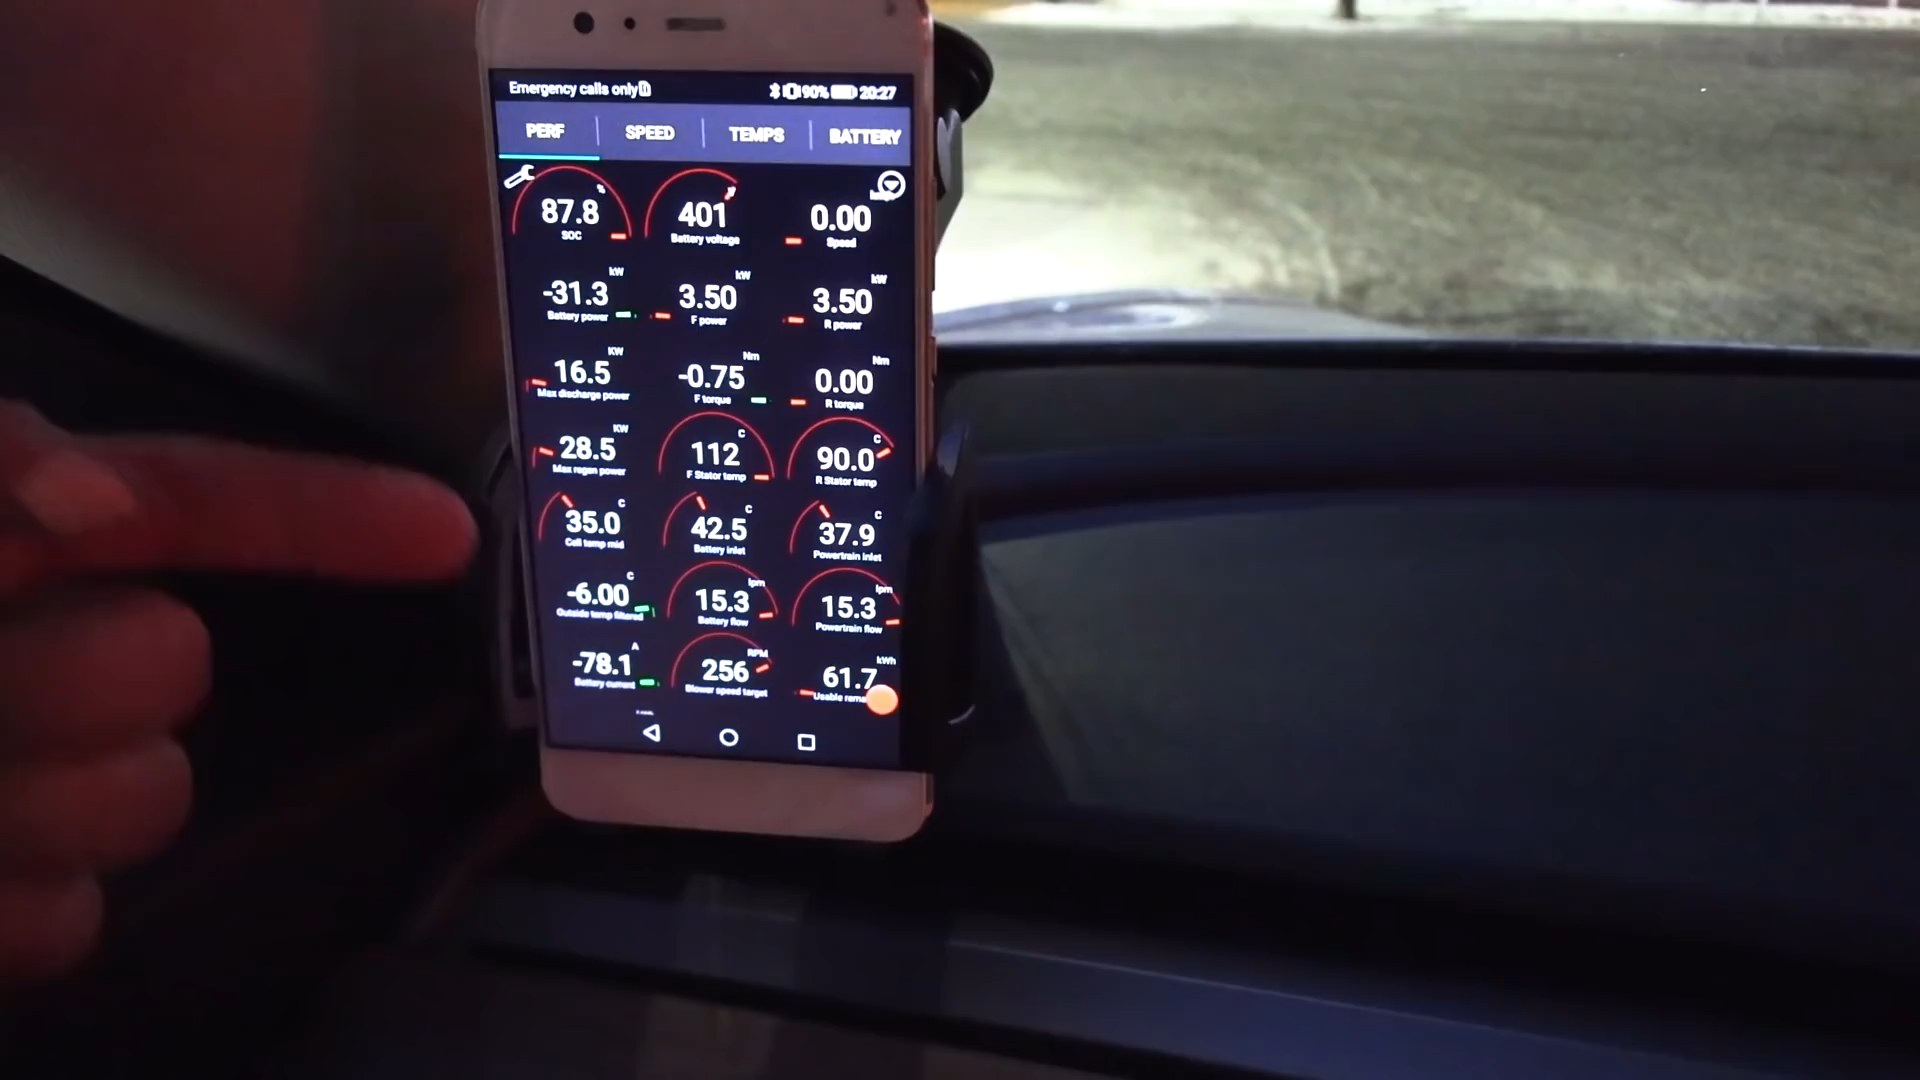 Emergency calls only
90% 20:27
PERF SPEED TEMPS BATTERY
%
87.8 401 0.00
SOC Battery voltage Speed
kW kW kW
-31.3 3.50 3.50
Battery power F power R power
KW Nm Nm
16.5 -0.75 0.00
Max discharge power F torque R torque
KW C C
28.5 112 90.0
Max regen power F Stator temp R Stator temp
C C C
35.0 42.5 37.9
Cell temp mid Battery inlet Powertrain inlet
C lpm lpm
-6.00 15.3 15.3
Outside temp filtered Battery flow Powertrain flow
A RPM kWh
-78.1 256 61.7
Battery current Blower speed target Usable rema